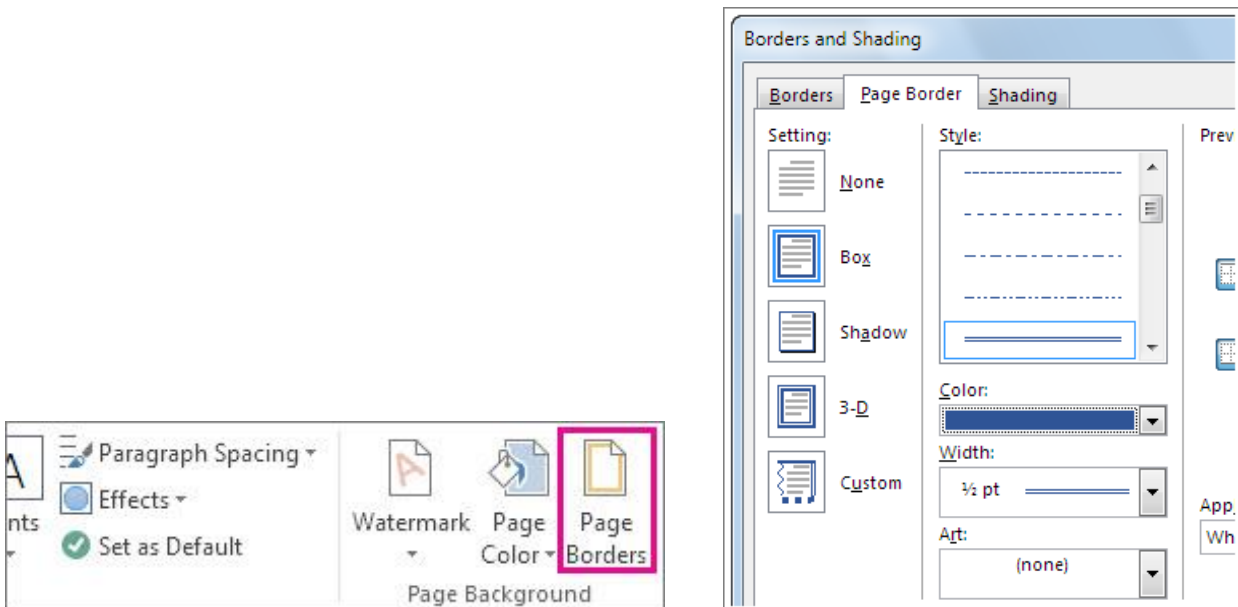 Borders and Shading
Borders Page Border Shading
Setting:
Style:
Prev
None
Box
Shadow
3-D
Custom
Color:
Width:
½ pt
Art:
(none)
App
Wh
A
nts
Paragraph Spacing
Effects
Set as Default
Watermark
Page
Color
Page
Borders
Page Background